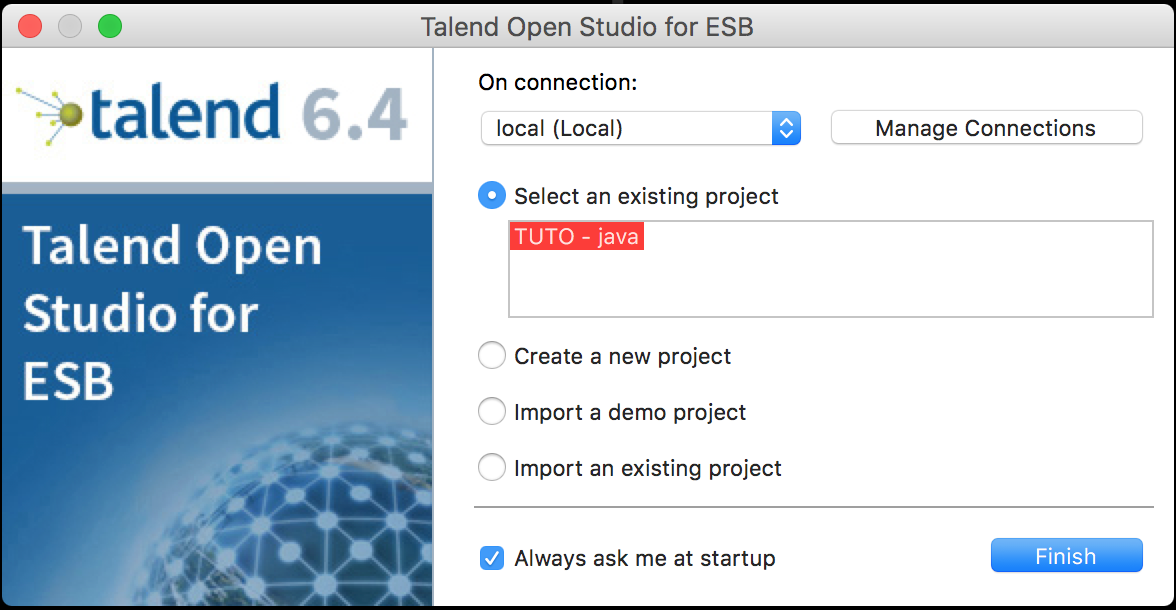 Talend Open Studio for ESB
talend 6.4
Talend Open
Studio for
ESB
On connection:
local (Local)
Manage Connections
Select an existing project
TUTO - java
Create a new project
Import a demo project
Import an existing project
Always ask me at startup
Finish